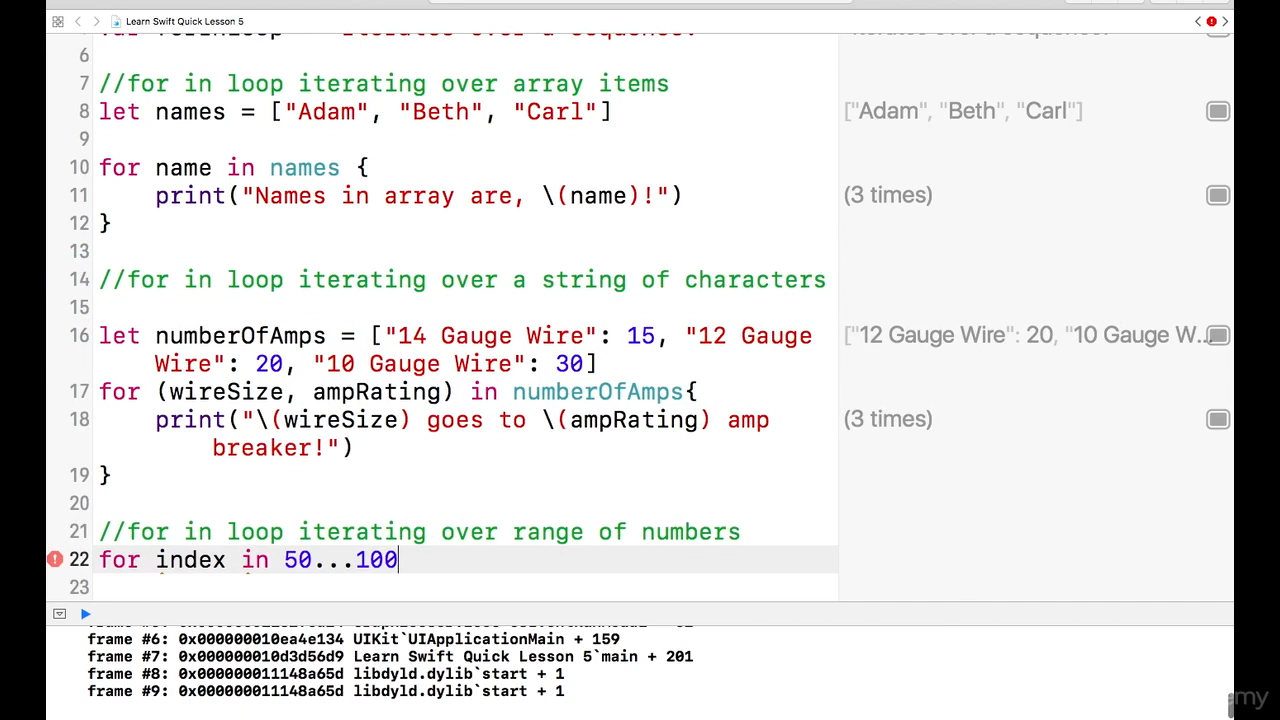 Learn Swift Quick Lesson 5
6
7 //for in loop iterating over array items
8 let names = ["Adam", "Beth", "Carl"] ["Adam", "Beth", "Carl"]
9
10 for name in names {
11 print("Names in array are, \(name)!") (3 times)
12 }
13
14 //for in loop iterating over a string of characters
15
16 let numberOfAmps = ["14 Gauge Wire": 15, "12 Gauge ["12 Gauge Wire": 20, "10 Gauge W...
Wire": 20, "10 Gauge Wire": 30]
17 for (wireSize, ampRating) in numberOfAmps{
18 print("\(wireSize) goes to \(ampRating) amp (3 times)
breaker!")
19 }
20
21 //for in loop iterating over range of numbers
22 for index in 50...100
23
frame #6: 0x000000010ea4e134 UIKit`UIApplicationMain + 159
frame #7: 0x000000010d3d56d9 Learn Swift Quick Lesson 5`main + 201
frame #8: 0x000000011148a65d libdyld.dylib`start + 1
frame #9: 0x000000011148a65d libdyld.dylib`start + 1